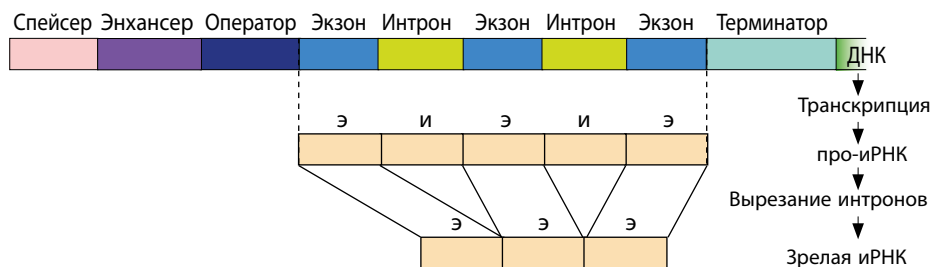 Спейсер Энхансер Оператор Экзон Интрон Экзон Интрон Экзон Терминатор
ДНК
Транскрипция
Э И Э И Э
про-иРНК
Вырезание интронов
Э Э Э
Зрелая иРНК